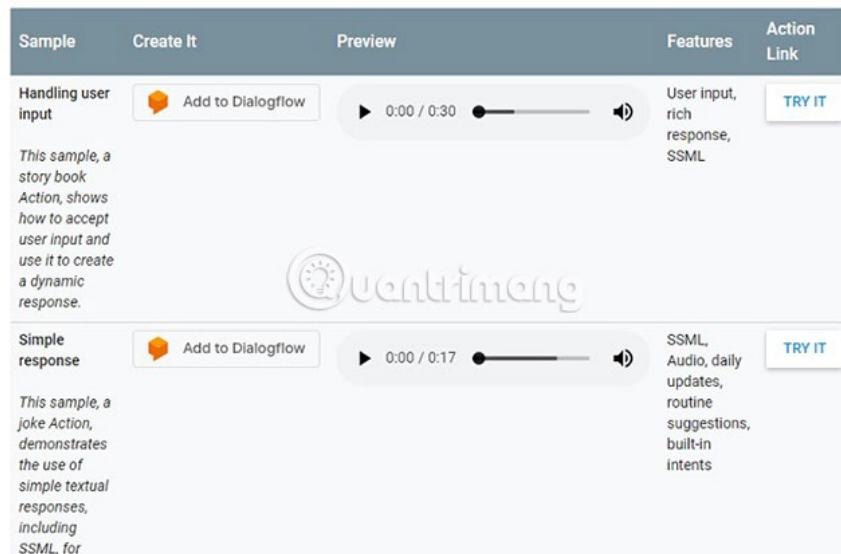 Sample Create It Preview Features Action Link
Handling user input
Add to Dialogflow
0:00 / 0:30
User input, rich response, SSML
TRY IT
This sample, a
story book
Action, shows
how to accept
user input and
use it to create
a dynamic
response.
Quantrimang
Simple response
Add to Dialogflow
0:00 / 0:17
SSML, Audio, daily updates, routine suggestions, built-in intents
TRY IT
This sample, a
joke Action,
demonstrates
the use of
simple textual
responses,
including
SSML, for